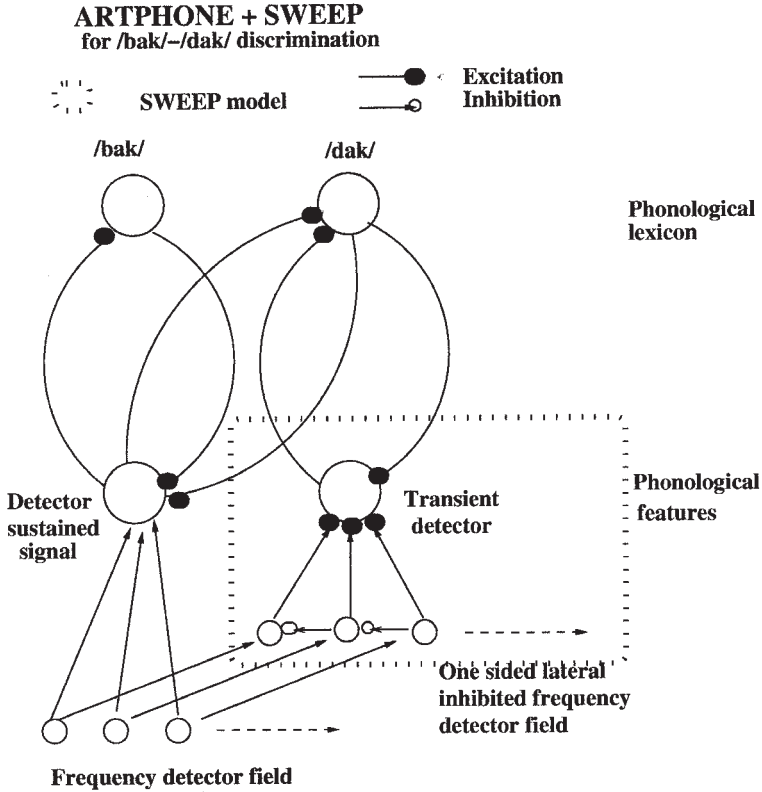 ARTPHONE + SWEEP
for /bak/-/dak/ discrimination
SWEEP model
Excitation
Inhibition
/bak/
/dak/
Phonological
lexicon
Detector
sustained
signal
Transient
detector
Phonological
features
One sided lateral
inhibited frequency
detector field
Frequency detector field